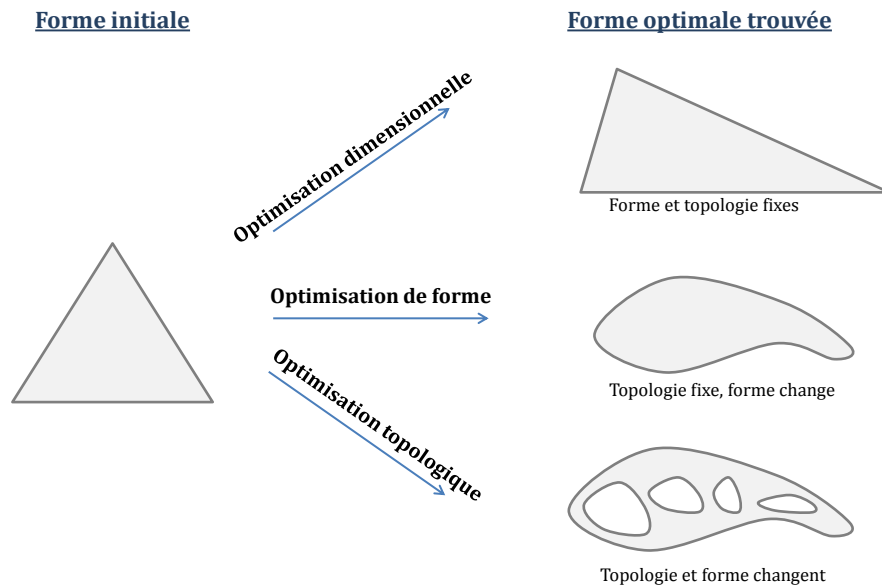 Forme initiale
Forme optimale trouvée
Optimisation dimensionnelle
Forme et topologie fixes
Optimisation de forme
Topologie fixe, forme change
Optimisation topologique
Topologie et forme changent